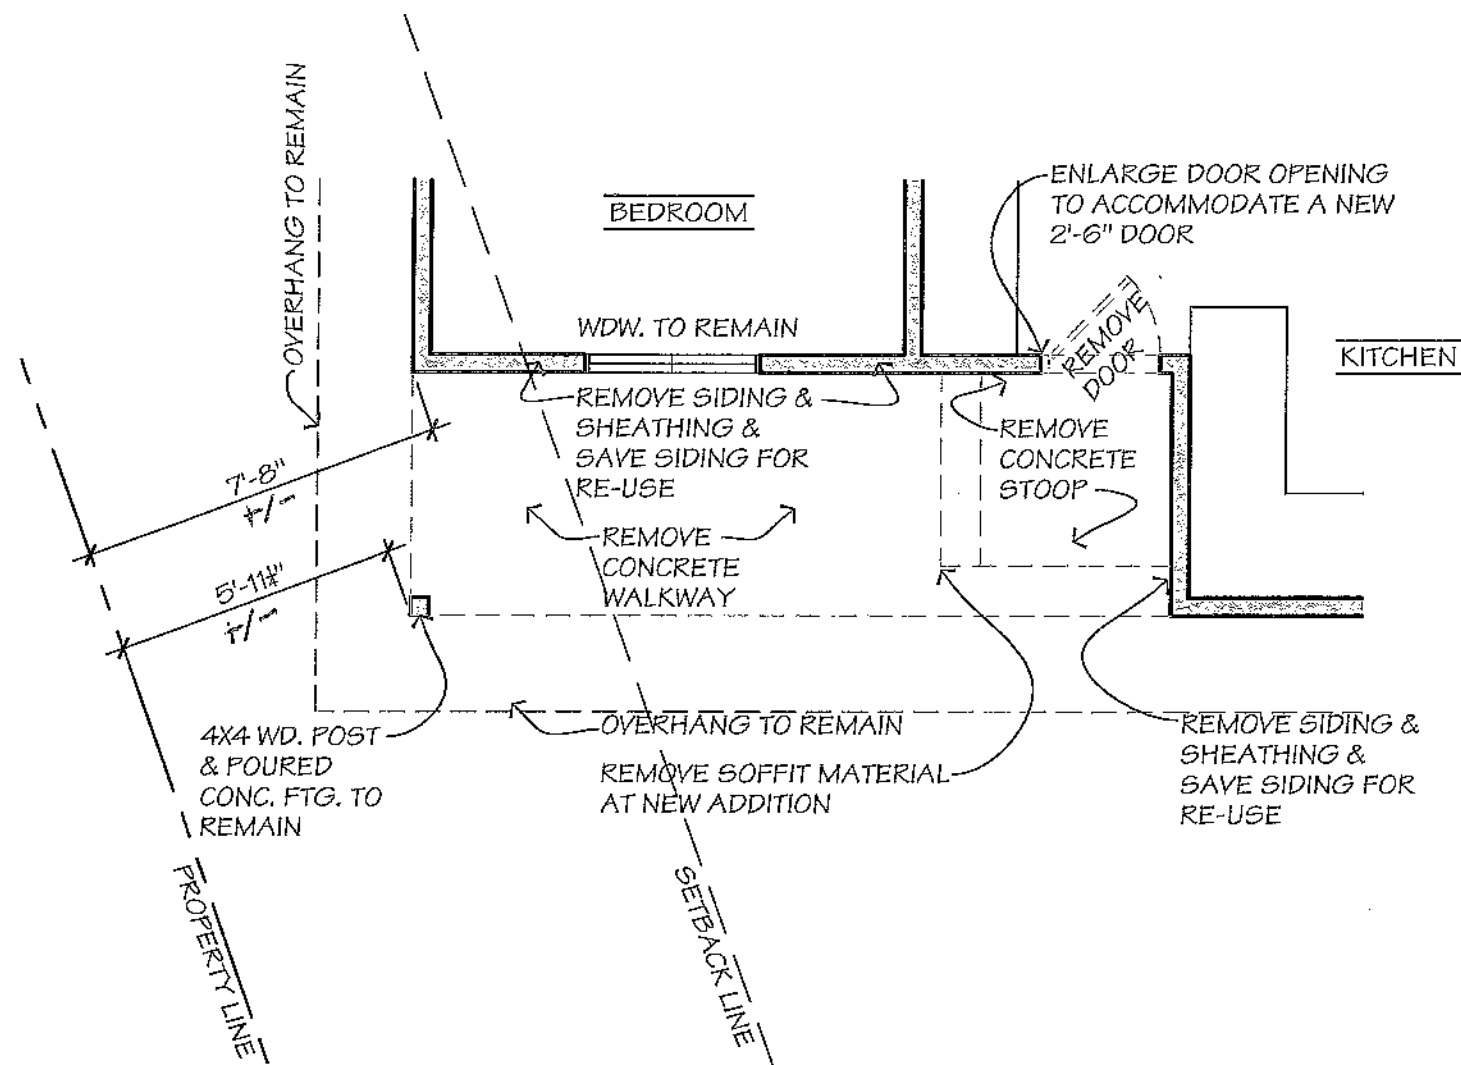 OVERHANG TO REMAIN
BEDROOM
ENLARGE DOOR OPENING
TO ACCOMMODATE A NEW
2'-6" DOOR
WDW. TO REMAIN
REMOVE
DOOR
KITCHEN
REMOVE SIDING &
SHEATHING &
SAVE SIDING FOR
RE-USE
REMOVE
CONCRETE
STOOP
7'-8"
+/-
REMOVE
CONCRETE
WALKWAY
5'-11¼"
+/-
4X4 WD. POST
& POURED
CONC. FTG. TO
REMAIN
OVERHANG TO REMAIN
REMOVE SOFFIT MATERIAL
AT NEW ADDITION
REMOVE SIDING &
SHEATHING &
SAVE SIDING FOR
RE-USE
PROPERTY LINE
SETBACK LINE